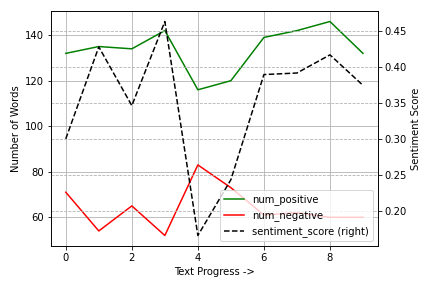 140
120
100
80
60
Number of Words
0.45
0.40
0.35
0.30
0.25
0.20
Sentiment Score
num_positive
num_negative
sentiment_score (right)
0 2 4 6 8
Text Progress ->